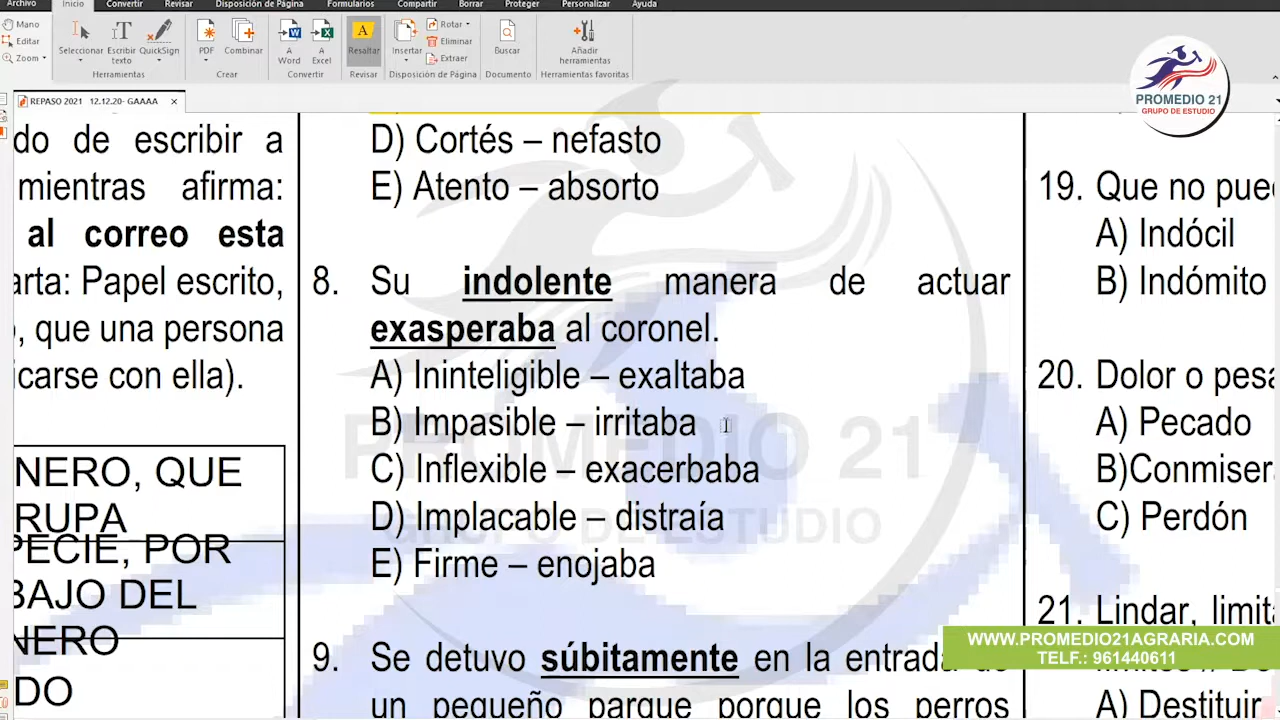 Archivo Inicio Convertir Revisar Disposición de Página Formularios Compartir Borrar Proteger Personalizar Ayuda
Mano
Editar
Zoom
Seleccionar
Escribir texto
QuickSign
Herramientas
PDF
Combinar
Crear
A Word
A Excel
Convertir
Resaltar
Revisar
Insertar
Rotar
Eliminar
Extraer
Disposición de Página
Buscar
Documento
Añadir herramientas
Herramientas favoritas
PROMEDIO 21
GRUPO DE ESTUDIO
REPASO 2021 12.12.20- GAAAA
do de escribir a
mientras afirma:
al correo esta
arta: Papel escrito,
, que una persona
icarse con ella).
NERO, QUE
RUPA
PECIE, POR
BAJO DEL
NERO
DO
D) Cortés – nefasto
E) Atento – absorto
8. Su indolente manera de actuar
exasperaba al coronel.
A) Ininteligible – exaltaba
B) Impasible – irritaba
C) Inflexible – exacerbaba
D) Implacable – distraía
E) Firme – enojaba
9. Se detuvo súbitamente en la entrada de
un pequeño parque porque los perros
PROMEDIO 21
GRUPO DE ESTUDIO
19. Que no pue
A) Indócil
B) Indómito
20. Dolor o pesa
A) Pecado
B)Conmiser
C) Perdón
21. Lindar, limita
A) Destituir
WWW.PROMEDIO21AGRARIA.COM
TELF.: 961440611